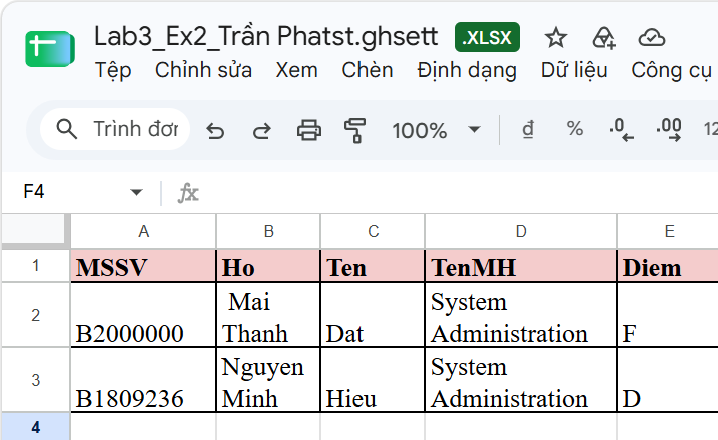 Lab3_Ex2_Trần Phatst.ghsett .XLSX
Tệp Chỉnh sửa Xem Chèn Định dạng Dữ liệu Công cụ
Trình đơn 100% đ % .0 .00 12
F4 fx
A B C D E
1 MSSV Ho Ten TenMH Diem
Mai System
2 B2000000 Thanh Dat Administration F
Nguyen System
3 B1809236 Minh Hieu Administration D
4